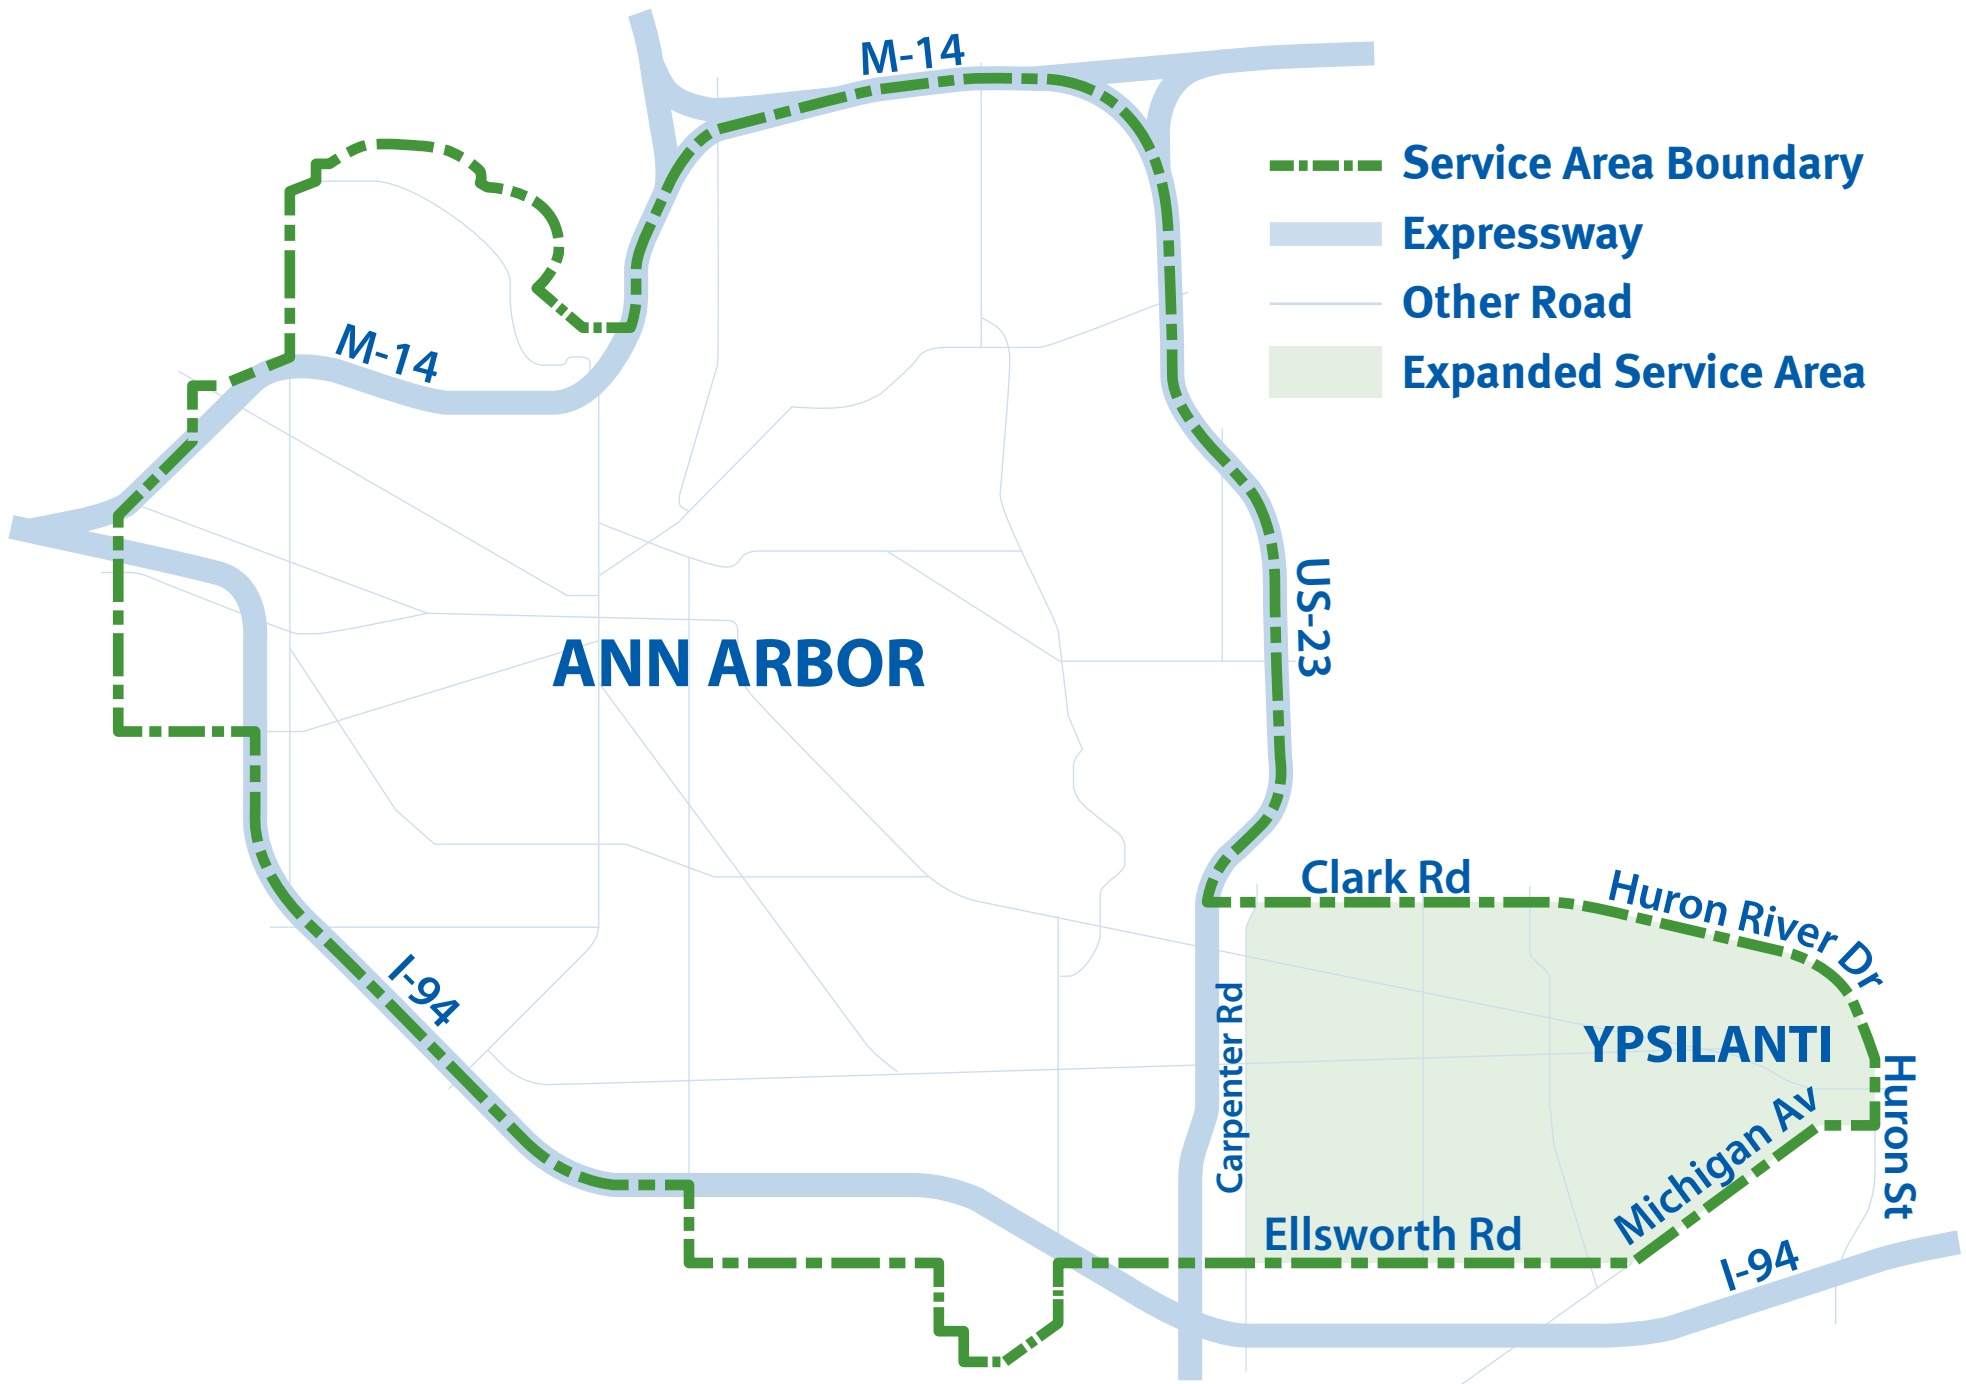 M-14
Service Area Boundary
Expressway
Other Road
Expanded Service Area
M-14
US-23
ANN ARBOR
Clark Rd
Huron River Dr
I-94
Carpenter Rd
YPSILANTI
Huron St
Michigan Av
Ellsworth Rd
I-94